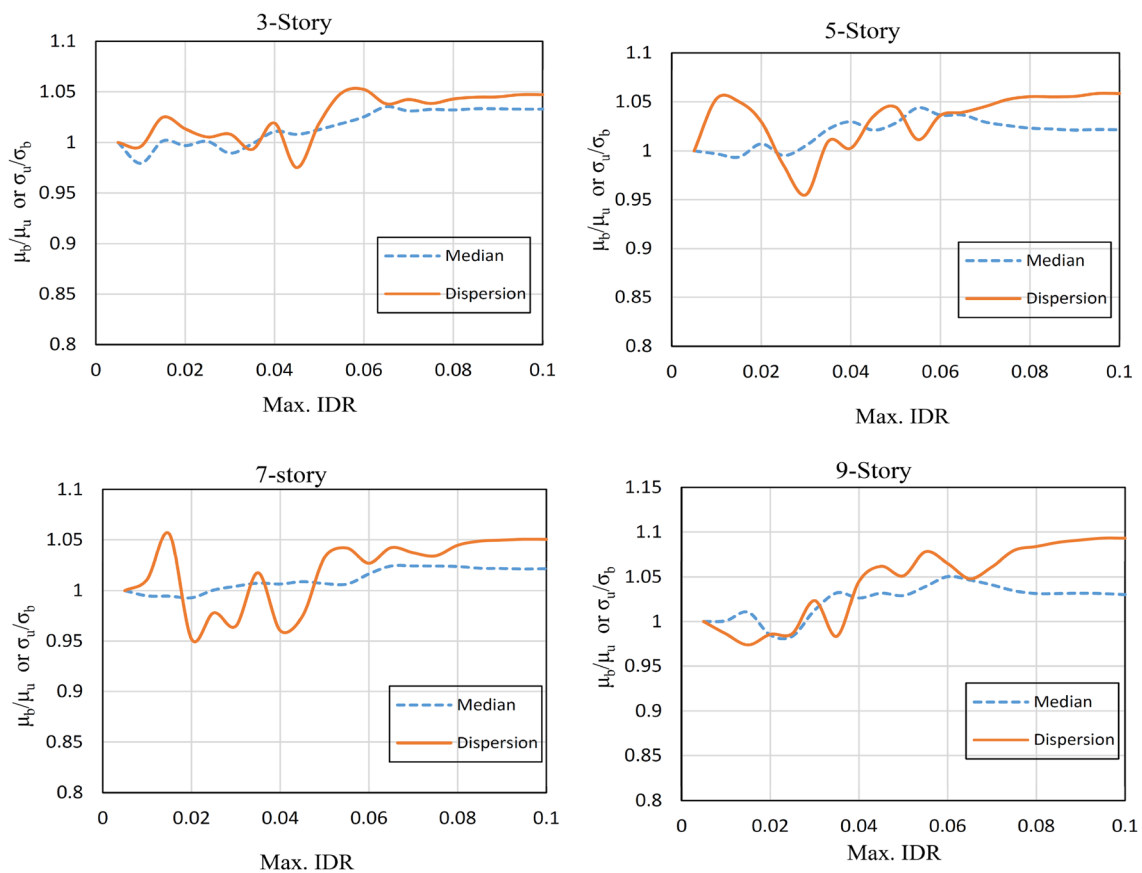 3-Story
1.1
1.05
1
0.95
0.9
0.85
0.8
μb/μu or σu/σb
Median
Dispersion
0 0.02 0.04 0.06 0.08 0.1
Max. IDR
5-Story
1.1
1.05
1
0.95
0.9
0.85
0.8
μb/μu or σu/σb
Median
Dispersion
0 0.02 0.04 0.06 0.08 0.1
Max. IDR
7-story
1.1
1.05
1
0.95
0.9
0.85
0.8
μb/μu or σu/σb
Median
Dispersion
0 0.02 0.04 0.06 0.08 0.1
Max. IDR
9-Story
1.15
1.1
1.05
1
0.95
0.9
0.85
0.8
μb/μu or σu/σb
Median
Dispersion
0 0.02 0.04 0.06 0.08 0.1
Max. IDR